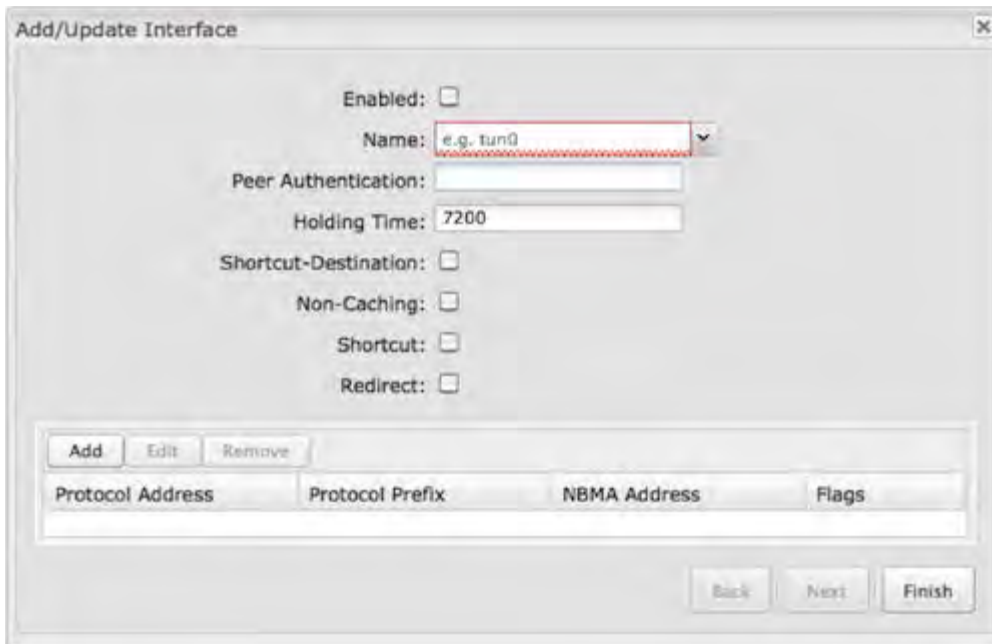 Add/Update Interface
Enabled:
Name: e.g. tun0
Peer Authentication:
Holding Time: 7200
Shortcut-Destination:
Non-Caching:
Shortcut:
Redirect:
Add Edit Remove
Protocol Address Protocol Prefix NBMA Address Flags
Back Next Finish